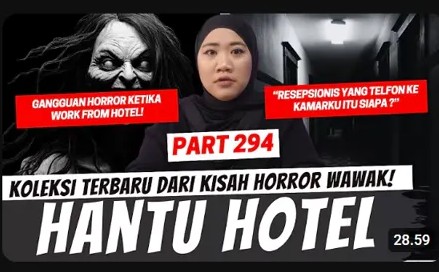 GANGGUAN HORROR KETIKA
WORK FROM HOTEL!
"RESEPSIONIS YANG TELFON KE
KAMARKU ITU SIAPA ?"
PART 294
KOLEKSI TERBARU DARI KISAH HORROR WAWAK!
HANTU HOTEL
28.59